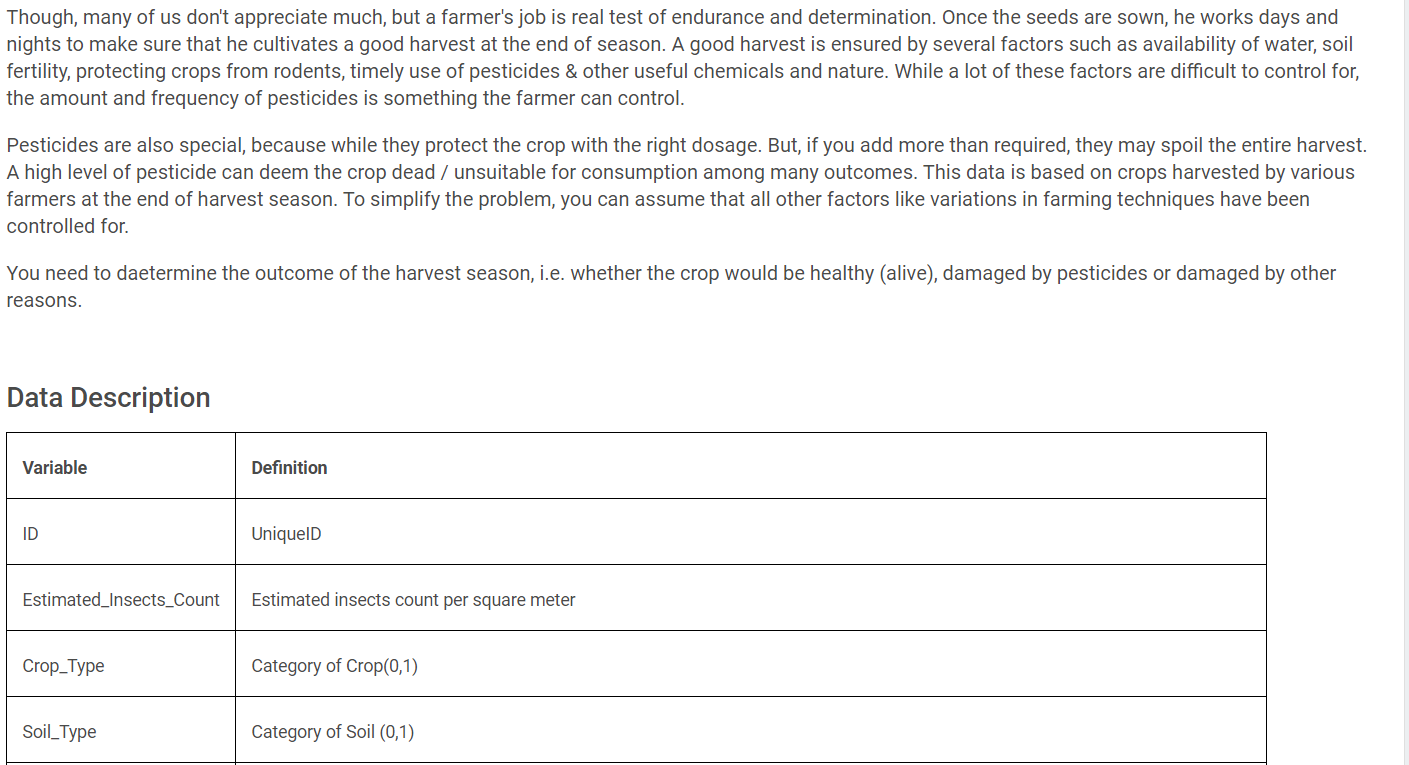 Though, many of us don't appreciate much, but a farmer's job is real test of endurance and determination. Once the seeds are sown, he works days and
nights to make sure that he cultivates a good harvest at the end of season. A good harvest is ensured by several factors such as availability of water, soil
fertility, protecting crops from rodents, timely use of pesticides & other useful chemicals and nature. While a lot of these factors are difficult to control for,
the amount and frequency of pesticides is something the farmer can control.
Pesticides are also special, because while they protect the crop with the right dosage. But, if you add more than required, they may spoil the entire harvest.
A high level of pesticide can deem the crop dead / unsuitable for consumption among many outcomes. This data is based on crops harvested by various
farmers at the end of harvest season. To simplify the problem, you can assume that all other factors like variations in farming techniques have been
controlled for.
You need to daetermine the outcome of the harvest season, i.e. whether the crop would be healthy (alive), damaged by pesticides or damaged by other
reasons.
Data Description
Variable Definition
ID UniqueID
Estimated_Insects_Count Estimated insects count per square meter
Crop_Type Category of Crop(0,1)
Soil_Type Category of Soil (0,1)